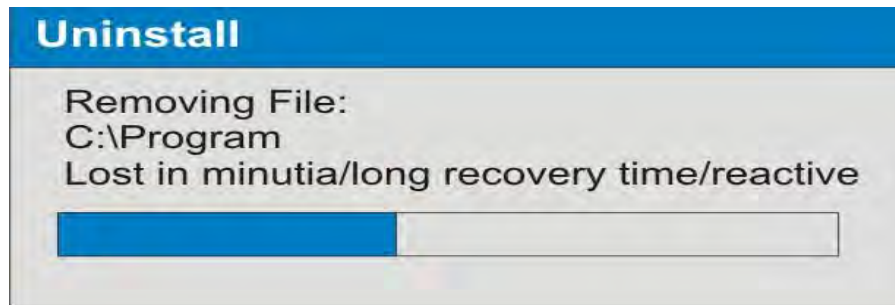 Uninstall
Removing File:
C:\Program
Lost in minutia/long recovery time/reactive